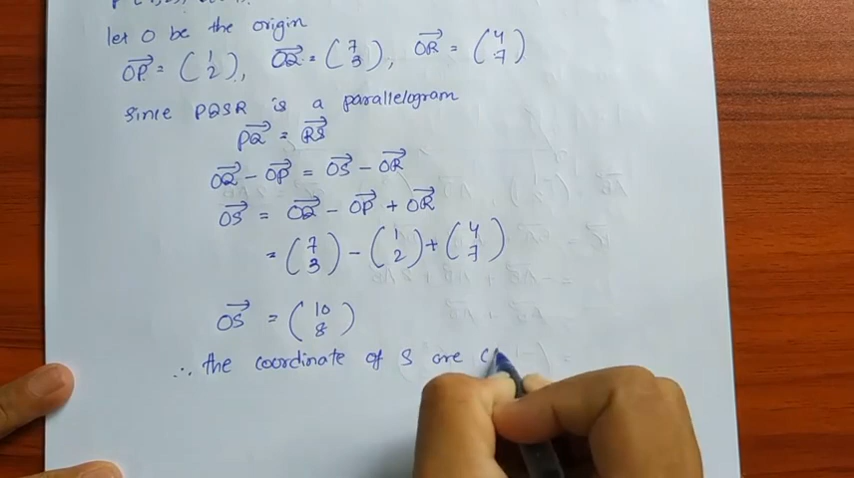 let O be the origin
OP→ = (1 2), OQ→ = (7 3), OR→ = (4 7)
Since PQSR is a parallelogram
PQ→ = RS→
OQ→ - OP→ = OS→ - OR→
OS→ = OQ→ - OP→ + OR→
= (7 3) - (1 2) + (4 7)
OS→ = (10 8)
∴ the coordinate of S are (